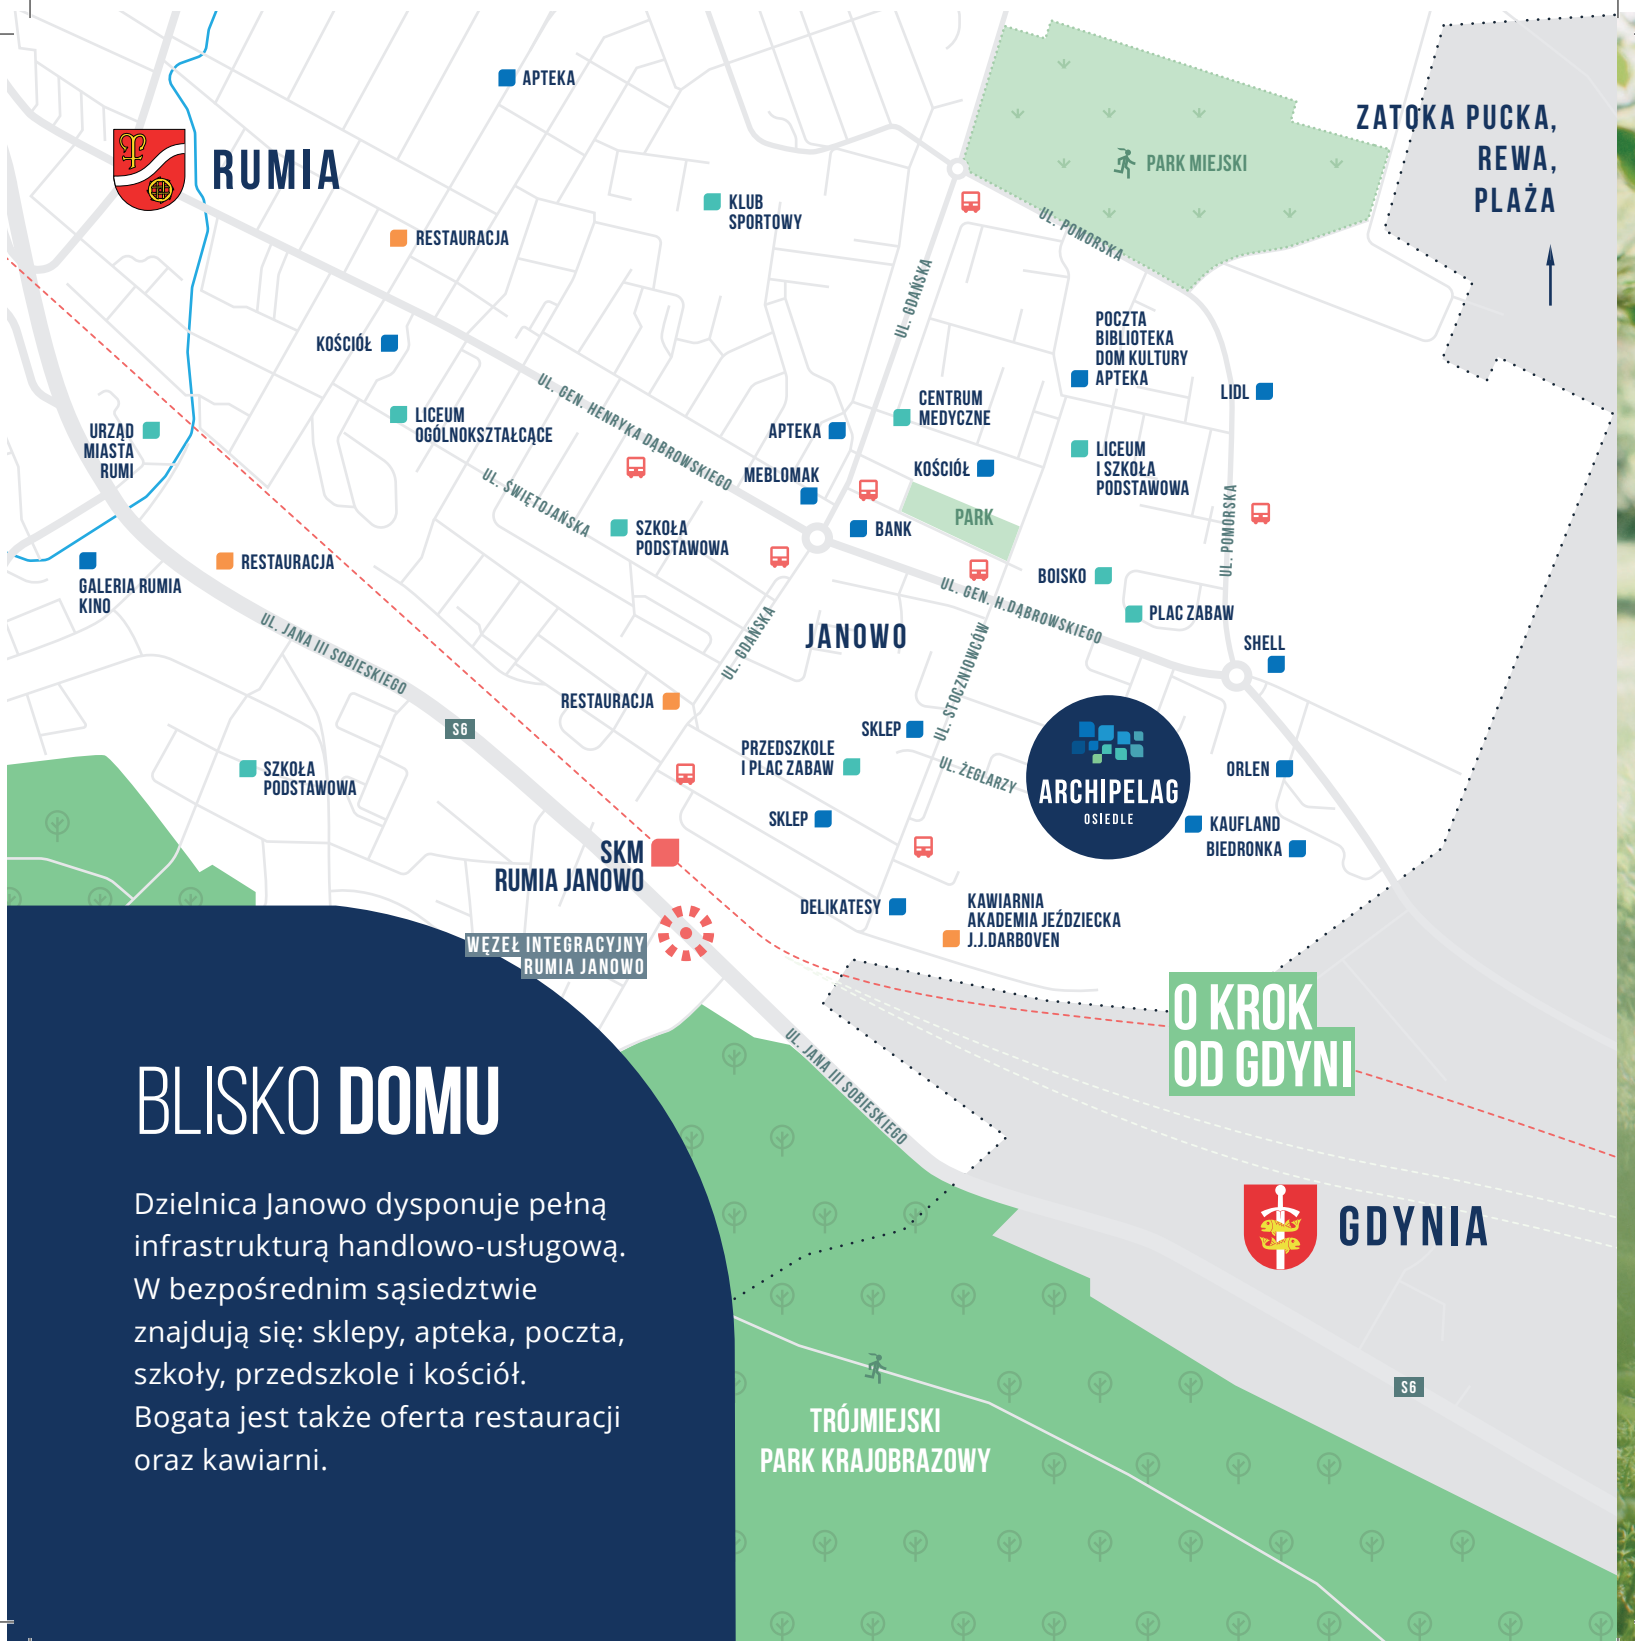 APTEKA
ZATOKA PUCKA,
REWA,
PLAŻA
RUMIA
PARK MIEJSKI
KLUB
SPORTOWY
RESTAURACJA
UL. POMORSKA
UL. GDAŃSKA
KOŚCIÓŁ
POCZTA
BIBLIOTEKA
DOM KULTURY
APTEKA
LIDL
UL. GEN. HENRYKA DĄBROWSKIEGO
CENTRUM
MEDYCZNE
LICEUM
OGÓLNOKSZTAŁCĄCE
URZĄD
MIASTA
RUMI
APTEKA
MEBLOMAK
KOŚCIÓŁ
LICEUM
I SZKOŁA
PODSTAWOWA
UL. ŚWIĘTOJAŃSKA
SZKOŁA
PODSTAWOWA
BANK
PARK
UL. POMORSKA
RESTAURACJA
GALERIA RUMIA
KINO
BOISKO
UL. GEN. H.DĄBROWSKIEGO
PLAC ZABAW
UL. JANA III SOBIESKIEGO
UL. GDAŃSKA
JANOWO
SHELL
UL. STOCZNIOWCÓW
RESTAURACJA
S6
SKLEP
PRZEDSZKOLE
I PLAC ZABAW
UL. ŻEGLARZY
ARCHIPELAG
OSIEDLE
ORLEN
SZKOŁA
PODSTAWOWA
SKLEP
KAUFLAND
BIEDRONKA
SKM
RUMIA JANOWO
DELIKATESY
KAWIARNIA
AKADEMIA JEŹDZIECKA
J.J.DARBOVEN
WĘZEŁ INTEGRACYJNY
RUMIA JANOWO
O KROK
OD GDYNI
UL. JANA III SOBIESKIEGO
BLISKO DOMU
Dzielnica Janowo dysponuje pełną
infrastrukturą handlowo-usługową.
W bezpośrednim sąsiedztwie
znajdują się: sklepy, apteka, poczta,
szkoły, przedszkole i kościół.
Bogata jest także oferta restauracji
oraz kawiarni.
GDYNIA
S6
TRÓJMIEJSKI
PARK KRAJOBRAZOWY